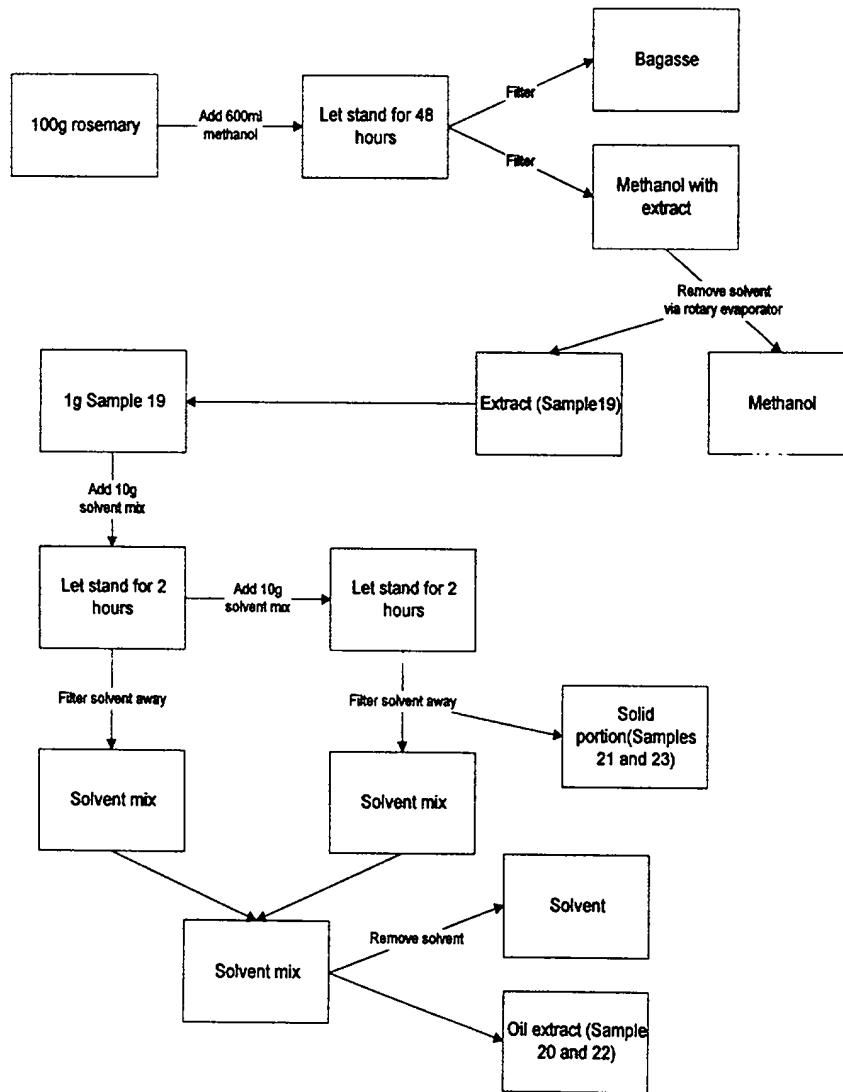 Bagasse
Filter
100g rosemary
Add 600ml
methanol
Let stand for 48
hours
Filter
Methanol with
extract
Remove solvent
via rotary evaporator
1g Sample 19
Extract (Sample19)
Methanol
Add 10g
solvent mix
Let stand for 2
hours
Add 10g
solvent mix
Let stand for 2
hours
Filter solvent away
Filter solvent away
Solid
portion(Samples
21 and 23)
Solvent mix
Solvent mix
Solvent
Remove solvent
Solvent mix
Oil extract (Sample
20 and 22)